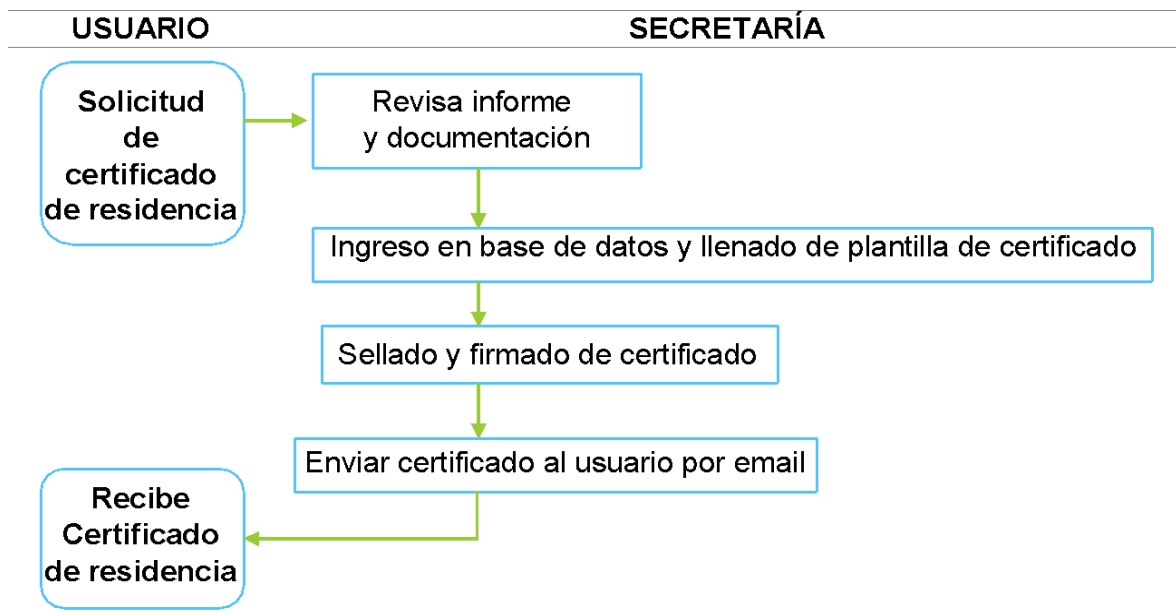 USUARIO
SECRETARÍA
Solicitud
de
certificado
de residencia
Revisa informe
y documentación
Ingreso en base de datos y llenado de plantilla de certificado
Sellado y firmado de certificado
Enviar certificado al usuario por email
Recibe
Certificado
de residencia